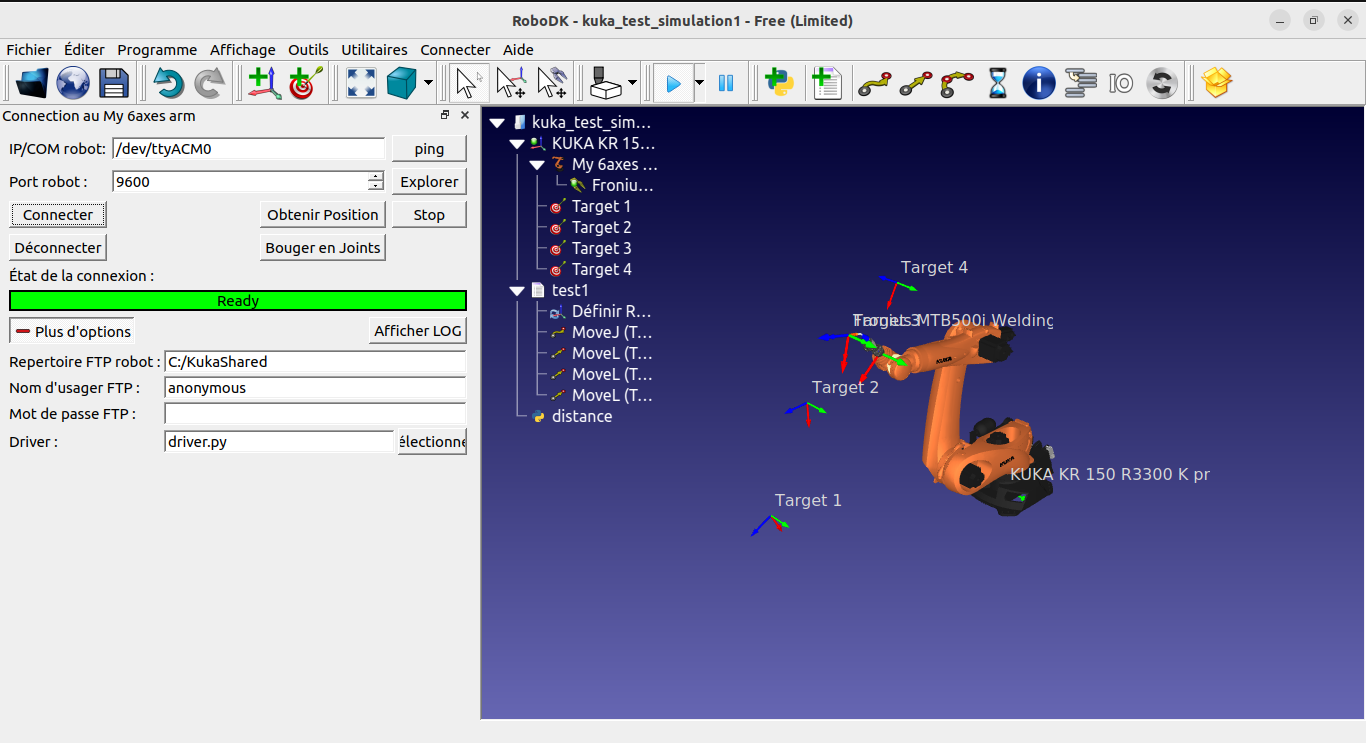 RoboDK - kuka_test_simulation1 - Free (Limited)
Fichier Éditer Programme Affichage Outils Utilitaires Connecter Aide
IO
Connection au My 6axes arm
IP/COM robot: /dev/ttyACM0 ping
Port robot : 9600 Explorer
Connecter Obtenir Position Stop
Déconnecter Bouger en Joints
État de la connexion :
Ready
Plus d'options Afficher LOG
Repertoire FTP robot : C:/KukaShared
Nom d'usager FTP : anonymous
Mot de passe FTP :
Driver : driver.py électionne
kuka_test_sim...
KUKA KR 15...
My 6axes ...
Froniu...
Target 1
Target 2
Target 3
Target 4
test1
Définir R...
MoveJ (T...
MoveL (T...
MoveL (T...
MoveL (T...
distance
Target 4
Target 3
Fronius MTB500i Welding
KUKA
Target 2
KUKA
KUKA KR 150 R3300 K pr
Target 1